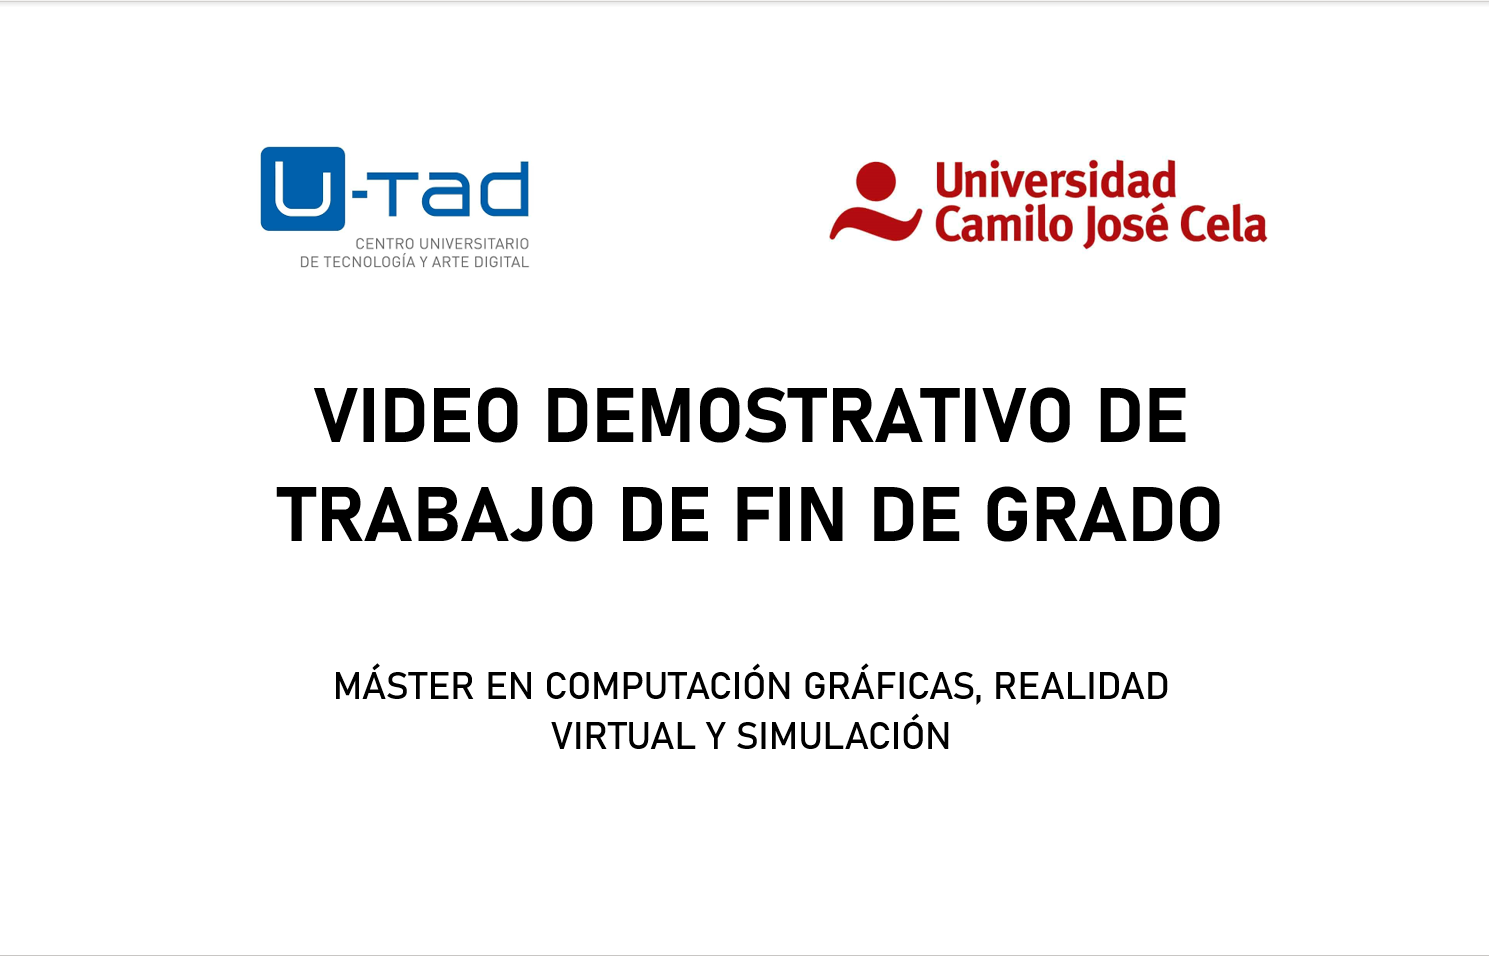 U-tad
CENTRO UNIVERSITARIO
DE TECNOLOGÍA Y ARTE DIGITAL
Universidad
Camilo José Cela
VIDEO DEMOSTRATIVO DE
TRABAJO DE FIN DE GRADO
MÁSTER EN COMPUTACIÓN GRÁFICAS, REALIDAD
VIRTUAL Y SIMULACIÓN